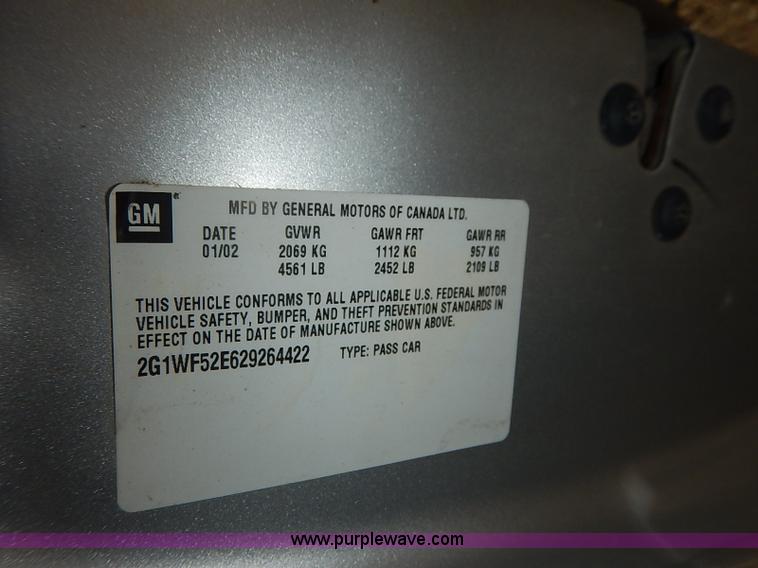 GM
MFD BY GENERAL MOTORS OF CANADA LTD.
DATE GVWR GAWR FRT GAWR RR
01/02 2069 KG 1112 KG 957 KG
4561 LB 2452 LB 2109 LB
THIS VEHICLE CONFORMS TO ALL APPLICABLE U.S. FEDERAL MOTOR
VEHICLE SAFETY, BUMPER, AND THEFT PREVENTION STANDARDS IN
EFFECT ON THE DATE OF MANUFACTURE SHOWN ABOVE.
2G1WF52E629264422 TYPE: PASS CAR
www.purplewave.com